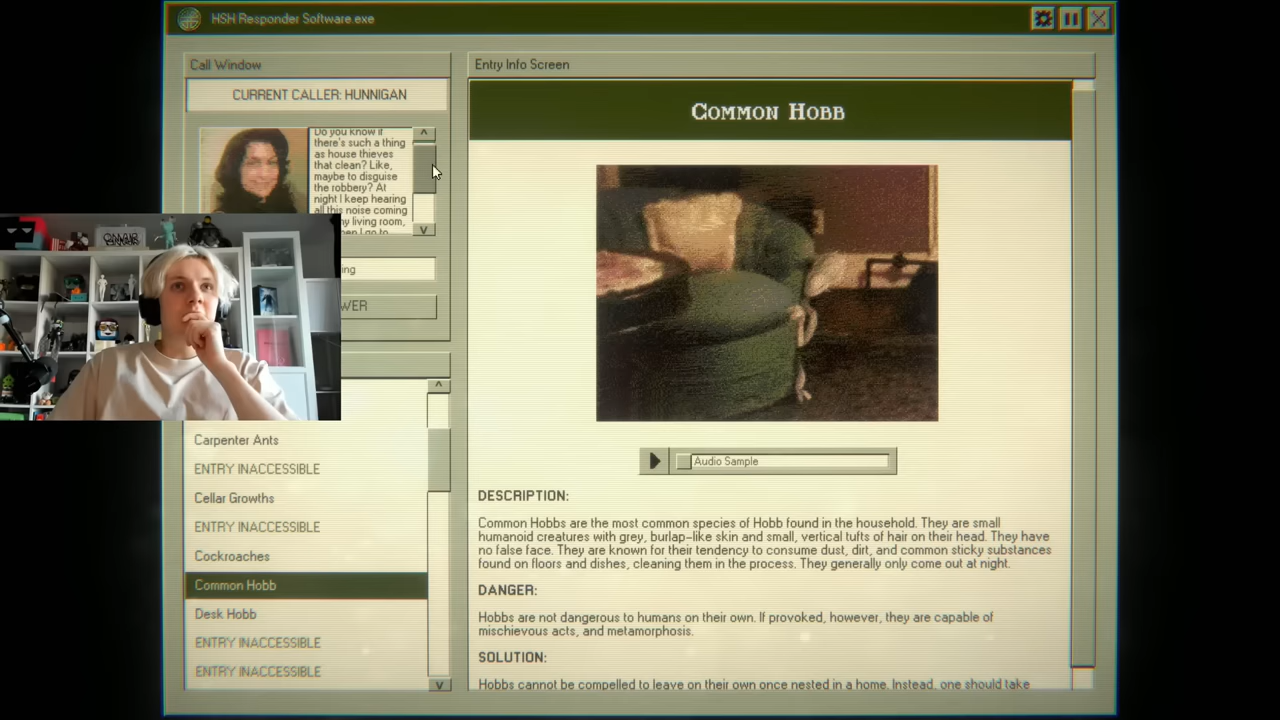 HSH Responder Software.exe
Call Window
CURRENT CALLER: HUNNIGAN
Do you know if
there's such a thing
as house thieves
that clean? Like,
maybe to disguise
the robbery? At
night I keep hearing
all this noise coming
my living room,
Carpenter Ants
ENTRY INACCESSIBLE
Cellar Growths
ENTRY INACCESSIBLE
Cockroaches
Common Hobb
Desk Hobb
ENTRY INACCESSIBLE
ENTRY INACCESSIBLE
Entry Info Screen
Common Hobb
Audio Sample
DESCRIPTION:
Common Hobbs are the most common species of Hobb found in the household. They are small
humanoid creatures with grey, burlap-like skin and small, vertical tufts of hair on their head. They have
no false face. They are known for their tendency to consume dust, dirt, and common sticky substances
found on floors and dishes, cleaning them in the process. They generally only come out at night.
DANGER:
Hobbs are not dangerous to humans on their own. If provoked, however, they are capable of
mischievous acts, and metamorphosis.
SOLUTION:
Hobbs cannot be compelled to leave on their own once nested in a home. Instead, one should take